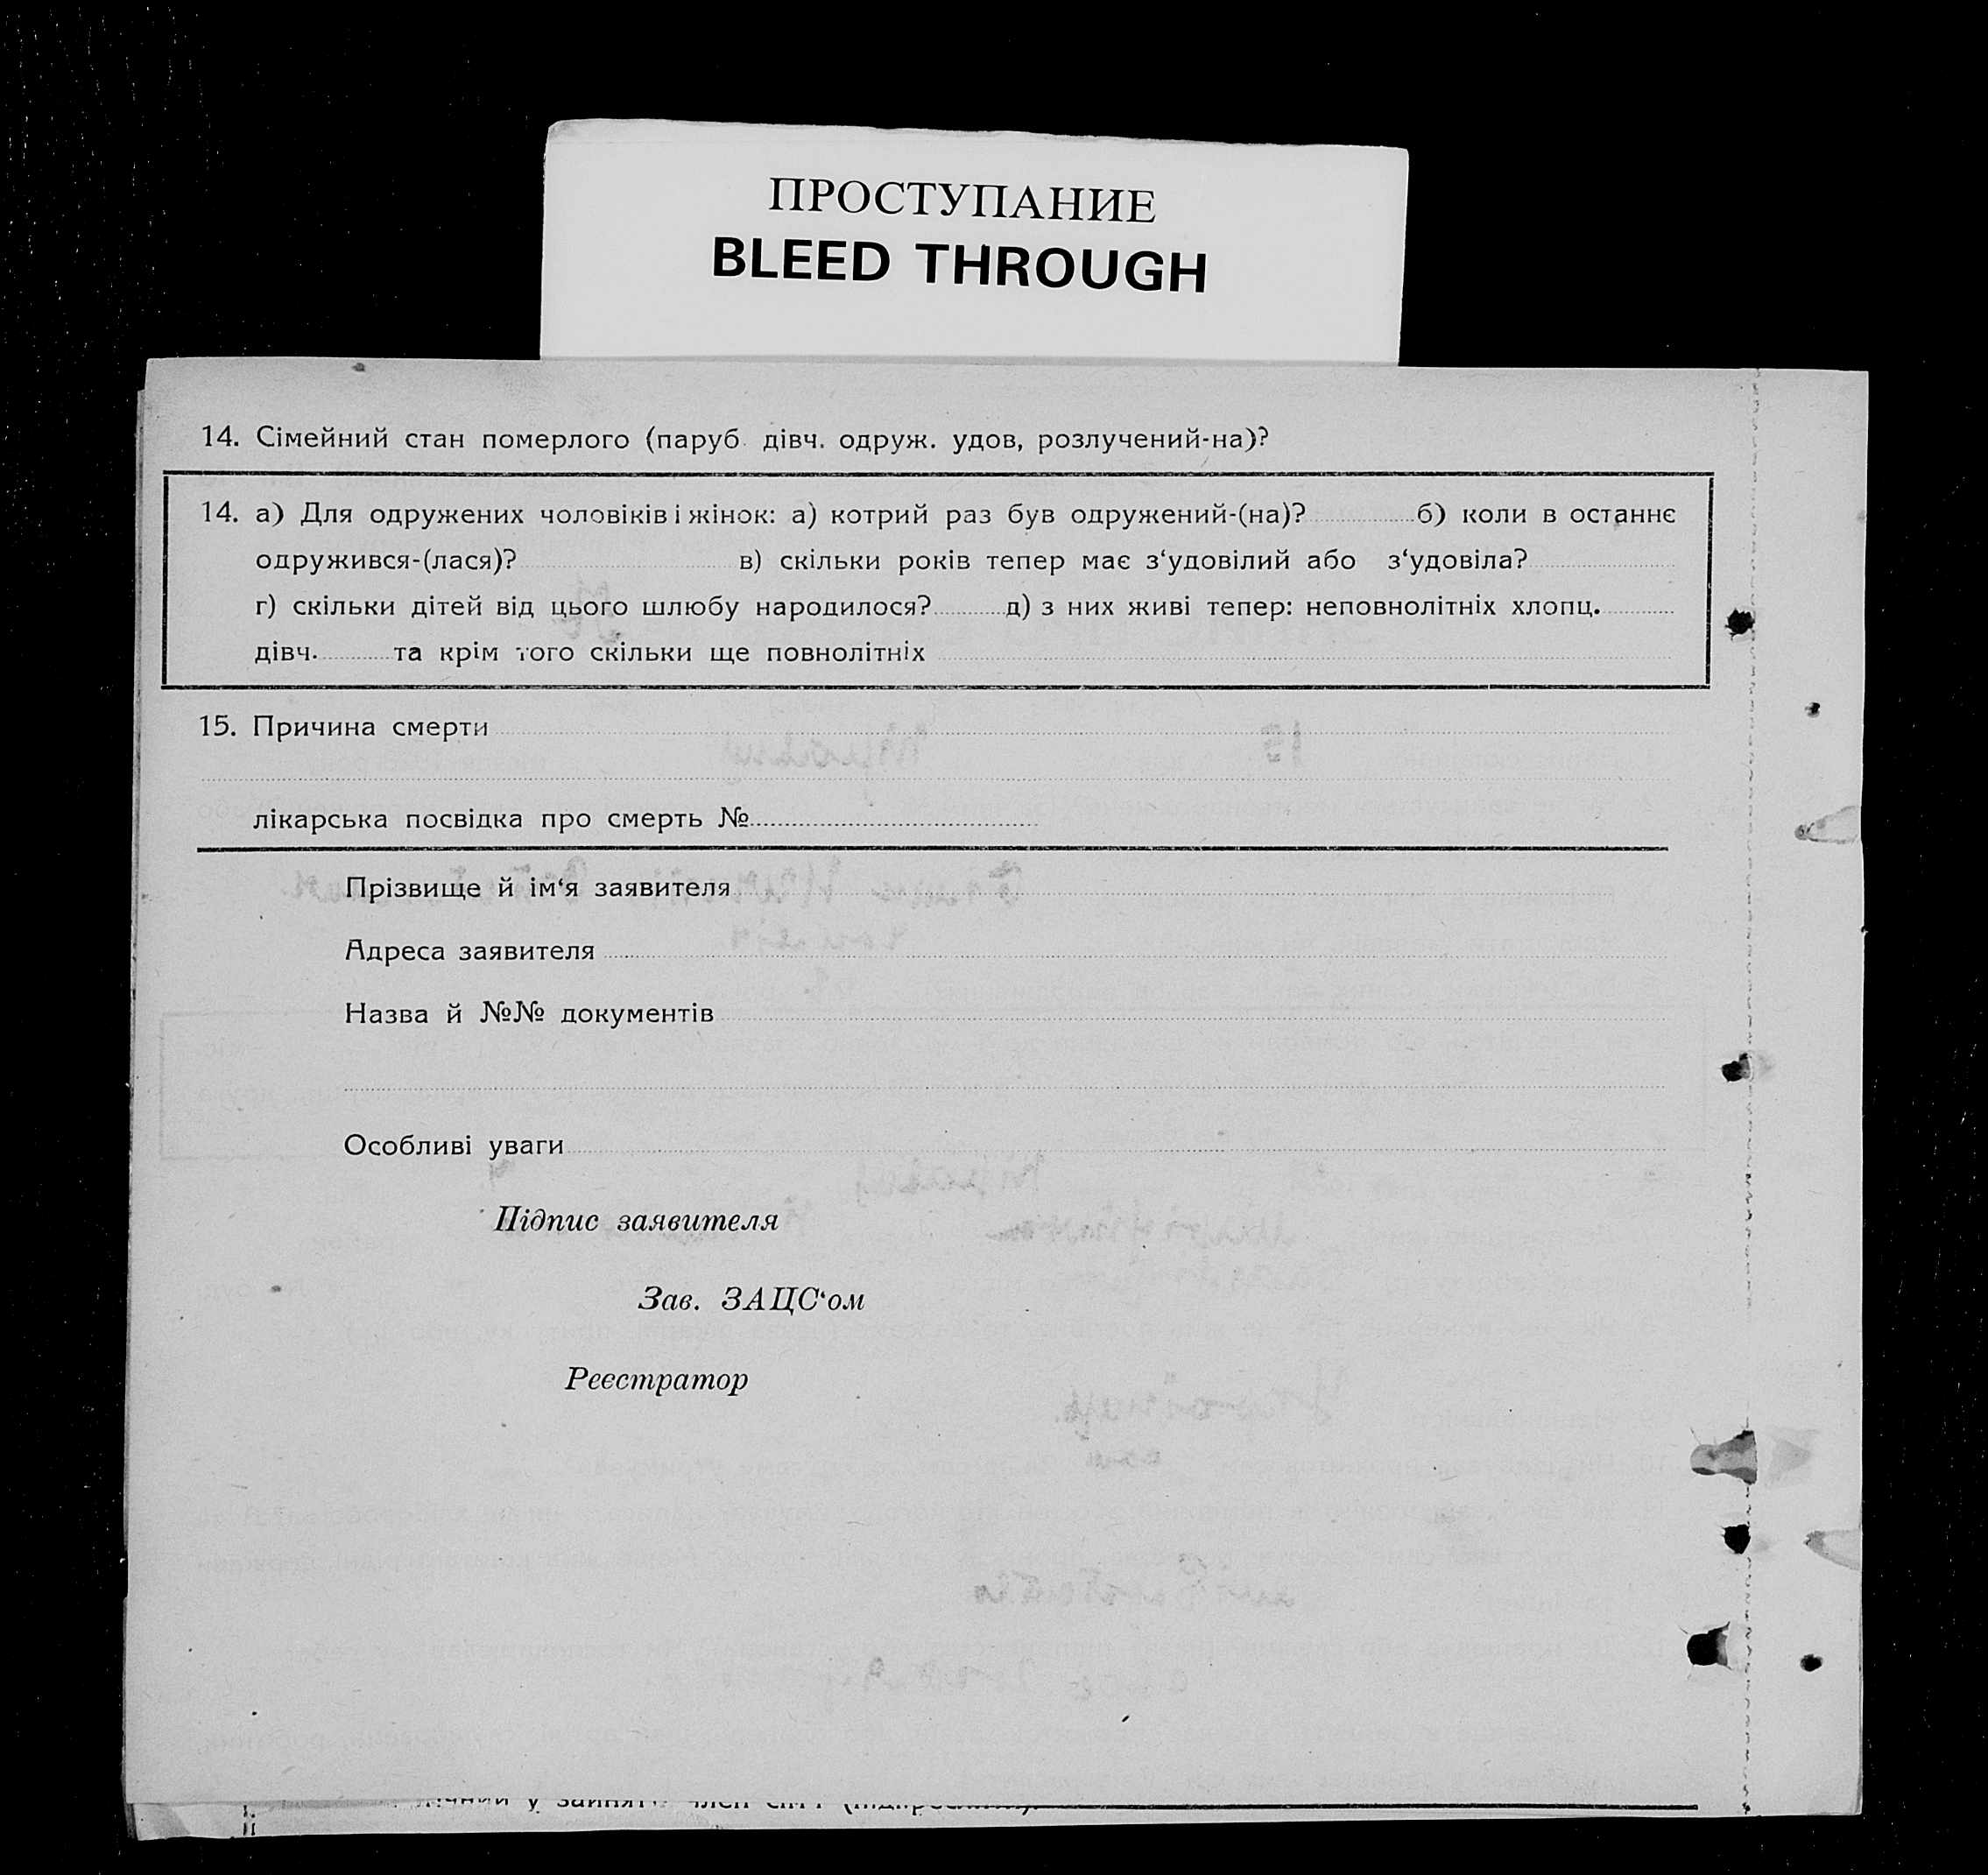 ПРОСТУПАНИЕ
BLEED THROUGH
14. Сімейний стан померлого (паруб. дівч. одруж. удов, розлучений-на)?
14. а) Для одружених чоловіків і жінок: а) котрий раз був одружений-(на)? б) коли в останнє
одружився-(лася)? в) скільки років тепер має з‘удовілий або з‘удовіла?
г) скільки дітей від цього шлюбу народилося? д) з них живі тепер: неповнолітніх хлопц.
дівч. та крім того скільки ще повнолітніх
15. Причина смерти
лікарська посвідка про смерть №
Прізвище й ім‘я заявителя
Адреса заявителя
Назва й №№ документів
Особливі уваги
Підпис заявителя
Зав. ЗАЦС‘ом
Реєстратор